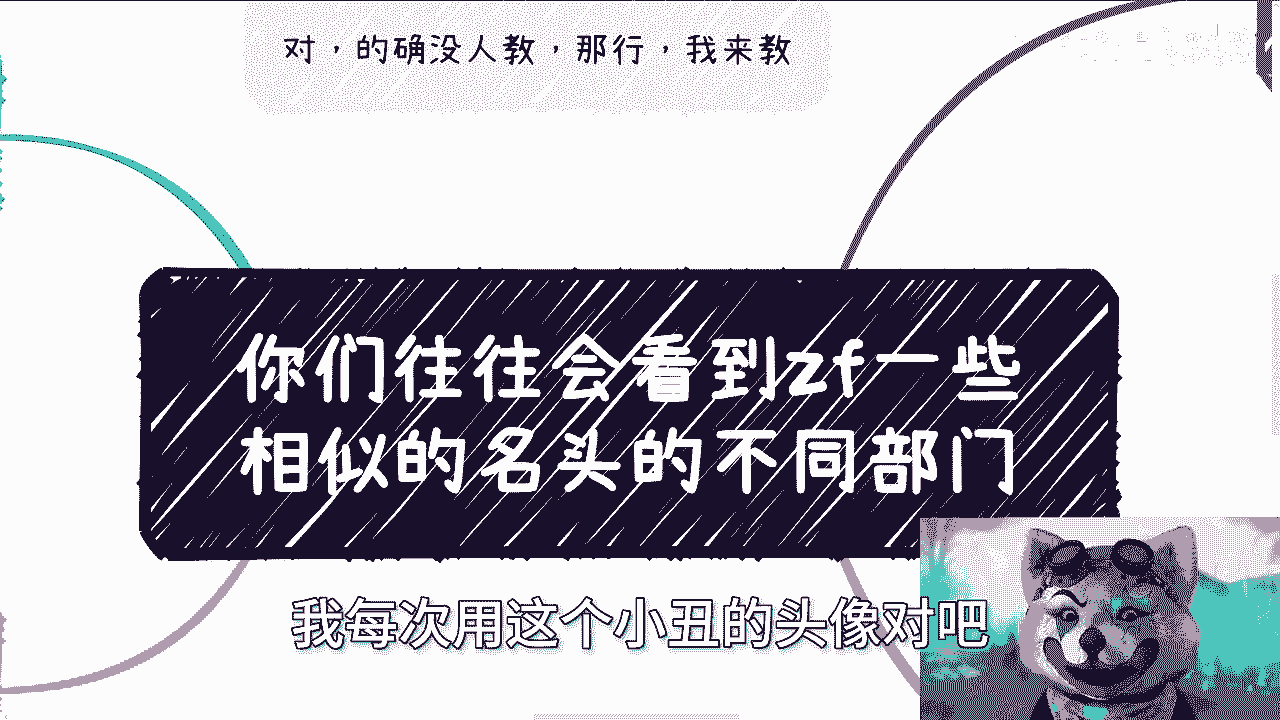 对，的确没人教，那行，我来教
你们往往会看到zf一些
相似的名头的不同部门
我每次用这个小丑的头像对吧